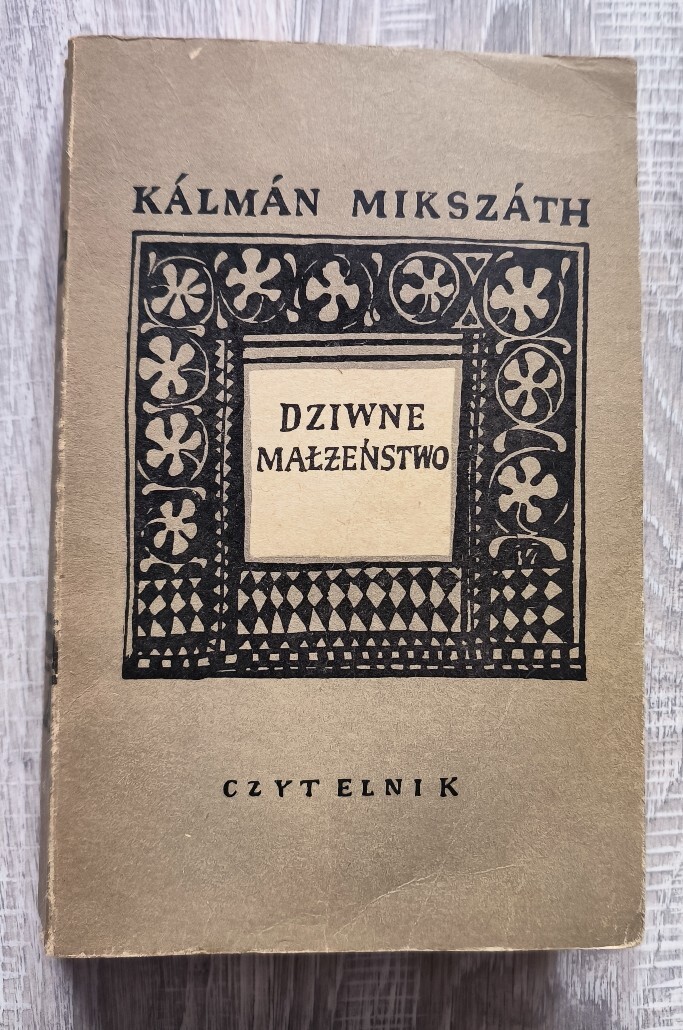 KÁLMÁN MIKSZÁTH
DZIWNE
MAŁŻEŃSTWO
CZYTELNIK